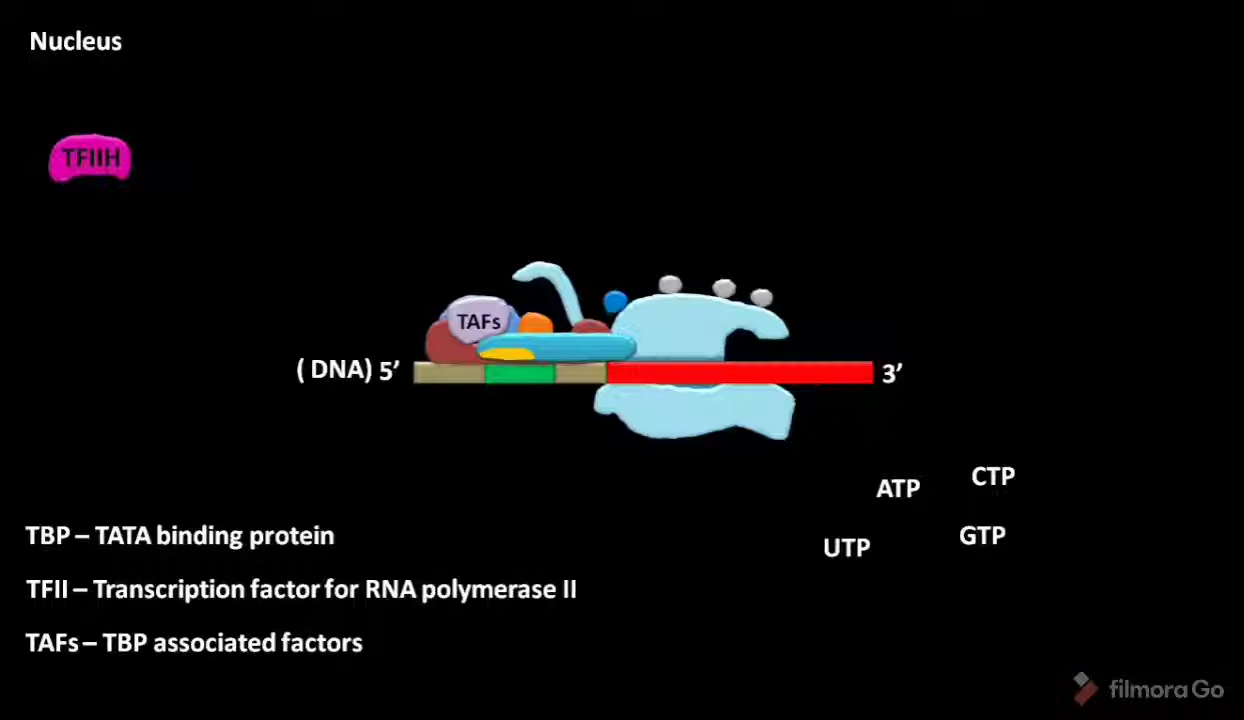 Nucleus
TFIIH
TAFs
( DNA) 5’
3’
ATP
CTP
UTP
GTP
TBP – TATA binding protein
TFII – Transcription factor for RNA polymerase II
TAFs – TBP associated factors
filmora Go